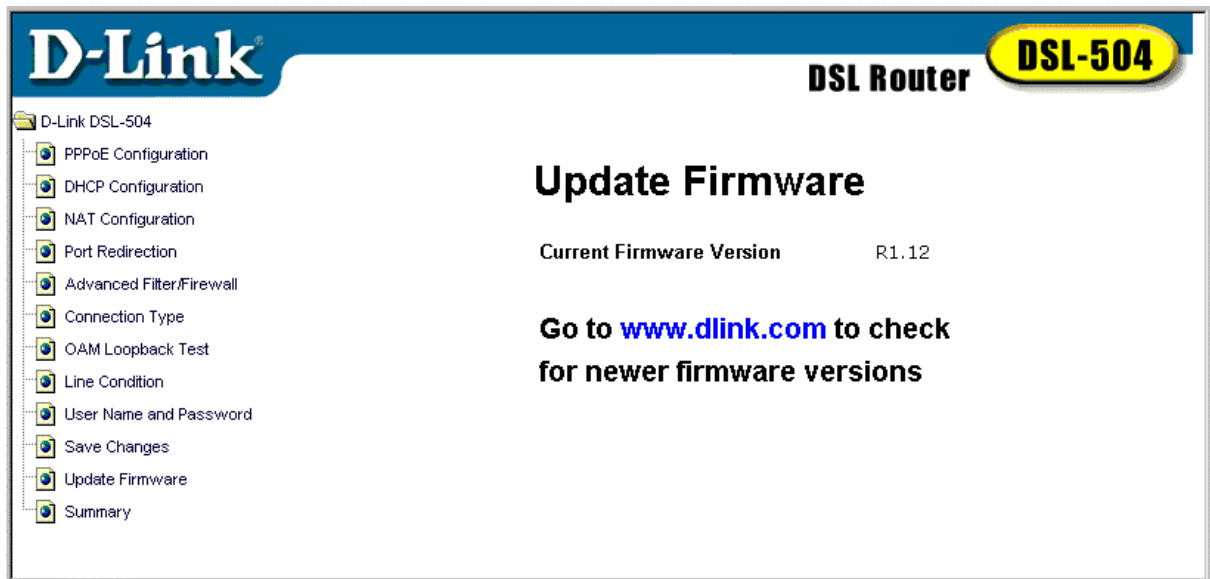 D-Link®
DSL Router
DSL-504
D-Link DSL-504
PPPoE Configuration
DHCP Configuration
NAT Configuration
Port Redirection
Advanced Filter/Firewall
Connection Type
OAM Loopback Test
Line Condition
User Name and Password
Save Changes
Update Firmware
Summary
Update Firmware
Current Firmware Version R1.12
Go to www.dlink.com to check
for newer firmware versions